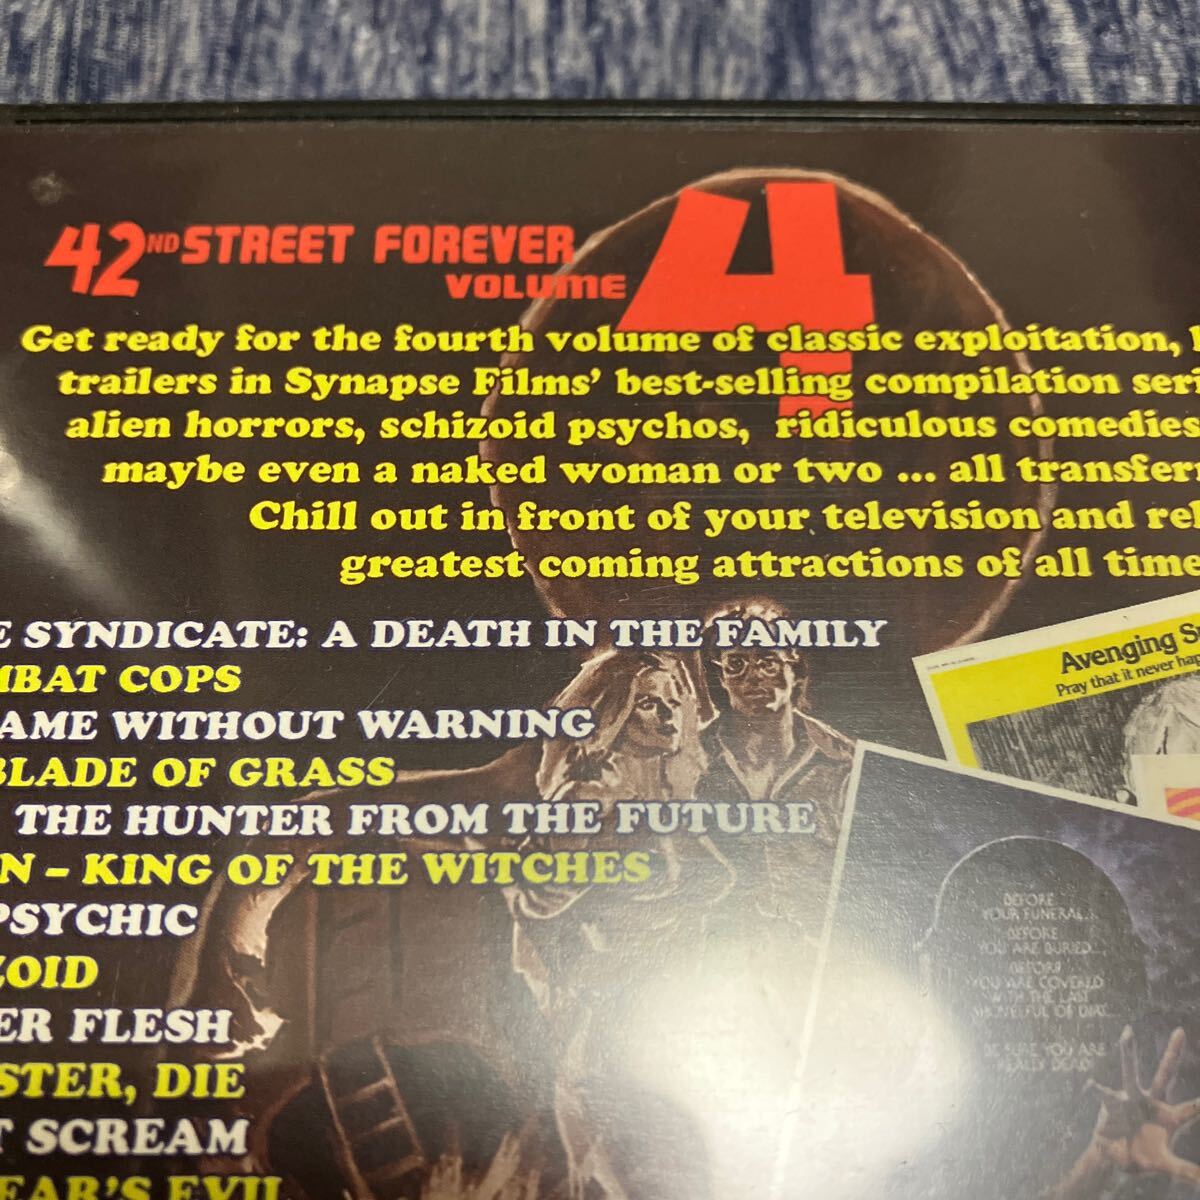 42ND STREET FOREVER
VOLUME 4
Get ready for the fourth volume of classic exploitation,
trailers in Synapse Films' best-selling compilation seri
alien horrors, schizoid psychos, ridiculous comedies
maybe even a naked woman or two ... all transferr
Chill out in front of your television and rel
greatest coming attractions of all time
E SYNDICATE: A DEATH IN THE FAMILY
MBAT COPS
AME WITHOUT WARNING
BLADE OF GRASS
THE HUNTER FROM THE FUTURE
N – KING OF THE WITCHES
PSYCHIC
ZOID
ER FLESH
STER, DIE
T SCREAM
EAR'S EVIL
Avenging Sp
Pray that it never hap
BEFORE
YOUR FUNERAL...
BEFORE
YOU ARE BURIED...
BEFORE
YOU ARE COVERED
WITH THE LAST
SHOVELFUL OF DIRT...
BE SURE YOU ARE
REALLY DEAD!